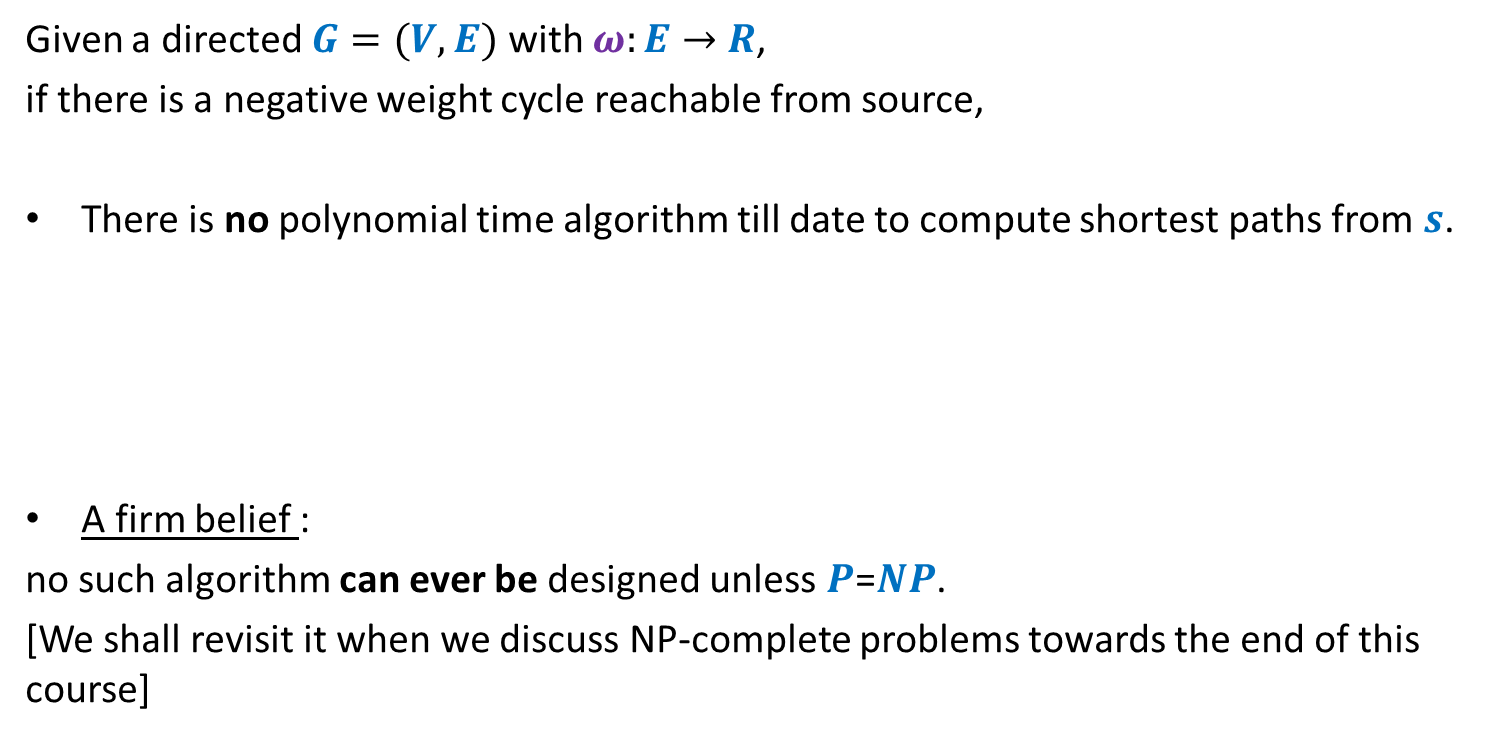 Given a directed G = (V, E) with ω: E → R,
if there is a negative weight cycle reachable from source,
• There is no polynomial time algorithm till date to compute shortest paths from s.
• A firm belief :
no such algorithm can ever be designed unless P=NP.
[We shall revisit it when we discuss NP-complete problems towards the end of this
course]